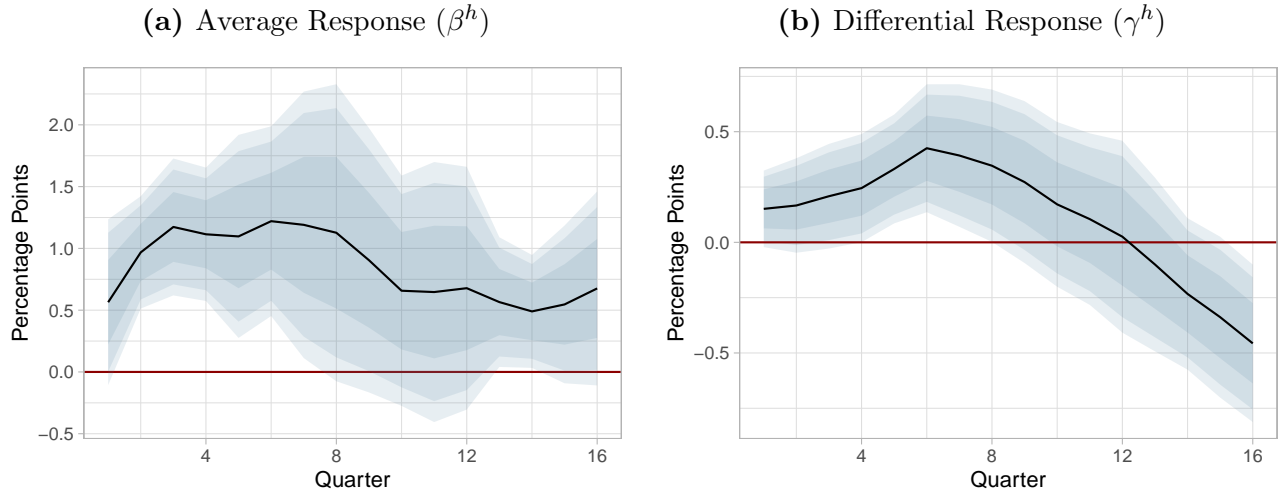 (a) Average Response (β^h)
Percentage Points
2.0
1.5
1.0
0.5
0.0
−0.5
4
8
12
16
Quarter
(b) Differential Response (γ^h)
Percentage Points
0.5
0.0
−0.5
4
8
12
16
Quarter